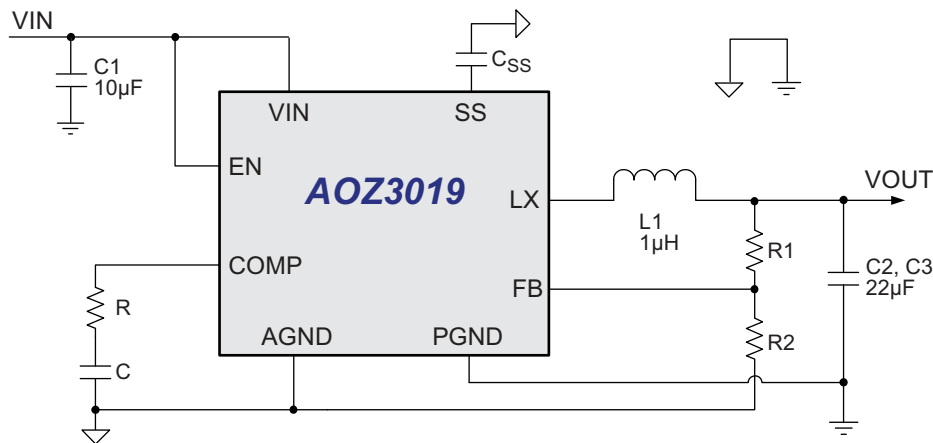 VIN
C1
10µF
CSS
VIN
SS
EN
AOZ3019
LX
L1
1µH
VOUT
R1
C2, C3
22µF
COMP
FB
R
AGND
PGND
R2
C